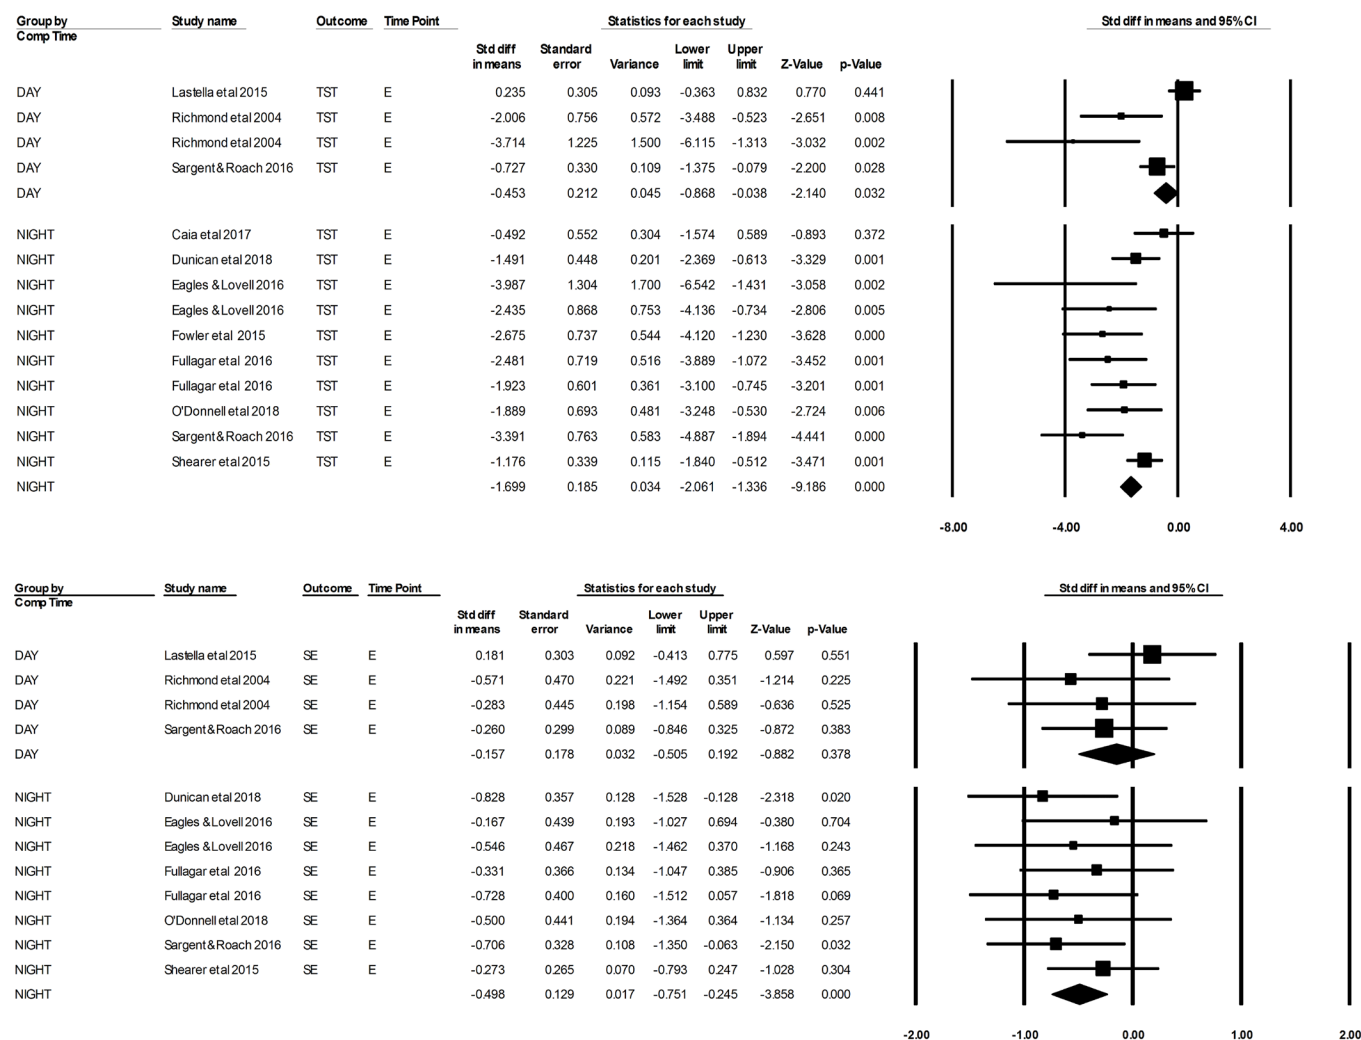 Group by Study name Outcome Time Point Statistics for each study Std diff in means and 95% CI
Comp Time
Std diff Standard Lower Upper
in means error Variance limit limit Z-Value p-Value
DAY Lastella et al 2015 TST E 0.235 0.305 0.093 -0.363 0.832 0.770 0.441
DAY Richmond et al 2004 TST E -2.006 0.756 0.572 -3.488 -0.523 -2.651 0.008
DAY Richmond et al 2004 TST E -3.714 1.225 1.500 -6.115 -1.313 -3.032 0.002
DAY Sargent & Roach 2016 TST E -0.727 0.330 0.109 -1.375 -0.079 -2.200 0.028
DAY -0.453 0.212 0.045 -0.868 -0.038 -2.140 0.032
NIGHT Caia et al 2017 TST E -0.492 0.552 0.304 -1.574 0.589 -0.893 0.372
NIGHT Dunican et al 2018 TST E -1.491 0.448 0.201 -2.369 -0.613 -3.329 0.001
NIGHT Eagles & Lovell 2016 TST E -3.987 1.304 1.700 -6.542 -1.431 -3.058 0.002
NIGHT Eagles & Lovell 2016 TST E -2.435 0.868 0.753 -4.136 -0.734 -2.806 0.005
NIGHT Fowler et al 2015 TST E -2.675 0.737 0.544 -4.120 -1.230 -3.628 0.000
NIGHT Fullagar et al 2016 TST E -2.481 0.719 0.516 -3.889 -1.072 -3.452 0.001
NIGHT Fullagar et al 2016 TST E -1.923 0.601 0.361 -3.100 -0.745 -3.201 0.001
NIGHT O'Donnell et al 2018 TST E -1.889 0.693 0.481 -3.248 -0.530 -2.724 0.006
NIGHT Sargent & Roach 2016 TST E -3.391 0.763 0.583 -4.887 -1.894 -4.441 0.000
NIGHT Shearer et al 2015 TST E -1.176 0.339 0.115 -1.840 -0.512 -3.471 0.001
NIGHT -1.699 0.185 0.034 -2.061 -1.336 -9.186 0.000
-8.00 -4.00 0.00 4.00
Group by Study name Outcome Time Point Statistics for each study Std diff in means and 95% CI
Comp Time
Std diff Standard Lower Upper
in means error Variance limit limit Z-Value p-Value
DAY Lastella et al 2015 SE E 0.181 0.303 0.092 -0.413 0.775 0.597 0.551
DAY Richmond et al 2004 SE E -0.571 0.470 0.221 -1.492 0.351 -1.214 0.225
DAY Richmond et al 2004 SE E -0.283 0.445 0.198 -1.154 0.589 -0.636 0.525
DAY Sargent & Roach 2016 SE E -0.260 0.299 0.089 -0.846 0.325 -0.872 0.383
DAY -0.157 0.178 0.032 -0.505 0.192 -0.882 0.378
NIGHT Dunican et al 2018 SE E -0.828 0.357 0.128 -1.528 -0.128 -2.318 0.020
NIGHT Eagles & Lovell 2016 SE E -0.167 0.439 0.193 -1.027 0.694 -0.380 0.704
NIGHT Eagles & Lovell 2016 SE E -0.546 0.467 0.218 -1.462 0.370 -1.168 0.243
NIGHT Fullagar et al 2016 SE E -0.331 0.366 0.134 -1.047 0.385 -0.906 0.365
NIGHT Fullagar et al 2016 SE E -0.728 0.400 0.160 -1.512 0.057 -1.818 0.069
NIGHT O'Donnell et al 2018 SE E -0.500 0.441 0.194 -1.364 0.364 -1.134 0.257
NIGHT Sargent & Roach 2016 SE E -0.706 0.328 0.108 -1.350 -0.063 -2.150 0.032
NIGHT Shearer et al 2015 SE E -0.273 0.265 0.070 -0.793 0.247 -1.028 0.304
NIGHT -0.498 0.129 0.017 -0.751 -0.245 -3.858 0.000
-2.00 -1.00 0.00 1.00 2.00